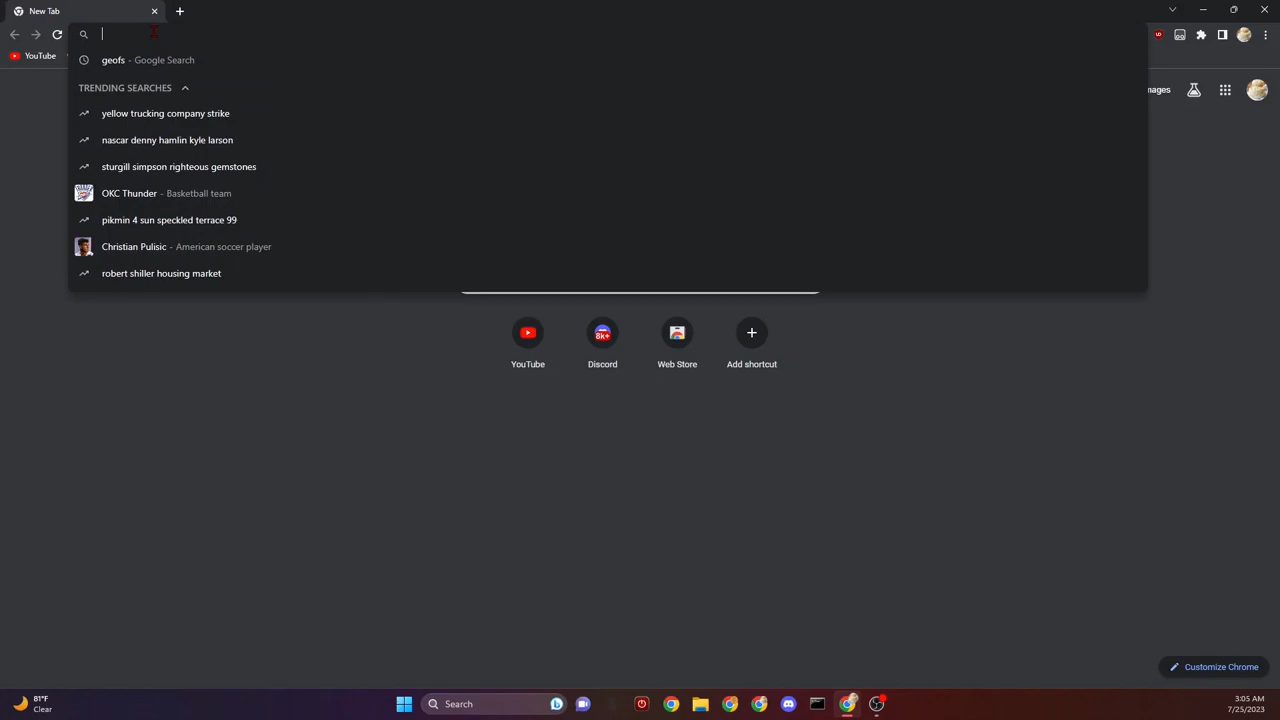 New Tab
YouTube
geofs - Google Search
TRENDING SEARCHES
yellow trucking company strike
nascar denny hamlin kyle larson
sturgill simpson righteous gemstones
OKC Thunder - Basketball team
pikmin 4 sun speckled terrace 99
Christian Pulisic - American soccer player
robert shiller housing market
mages
8k+
YouTube
Discord
Web Store
Add shortcut
Customize Chrome
81°F
Clear
Search
3:05 AM
7/25/2023